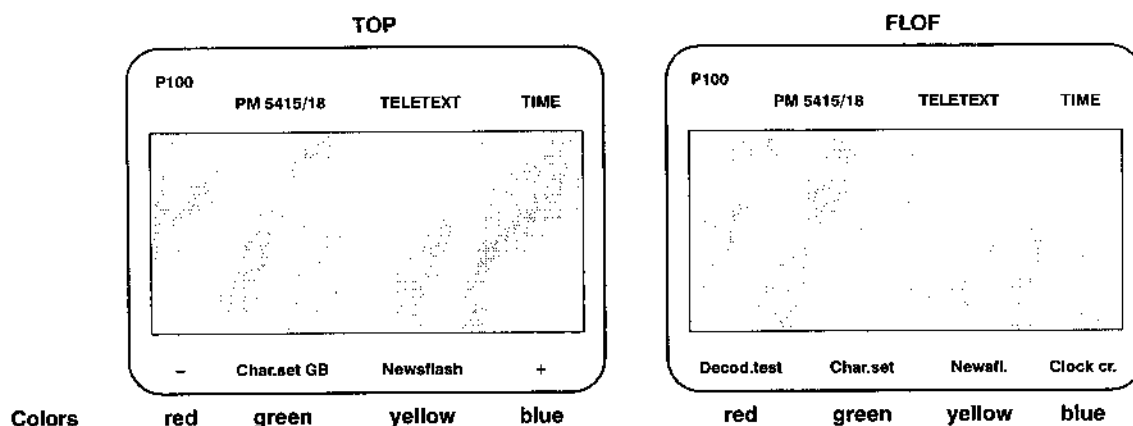 TOP FLOF
P100 P100
PM 5415/18 TELETEXT TIME PM 5415/18 TELETEXT TIME
– Char.set GB Newsflash + Decod.test Char.set Newsfl. Clock cr.
Colors red green yellow blue red green yellow blue